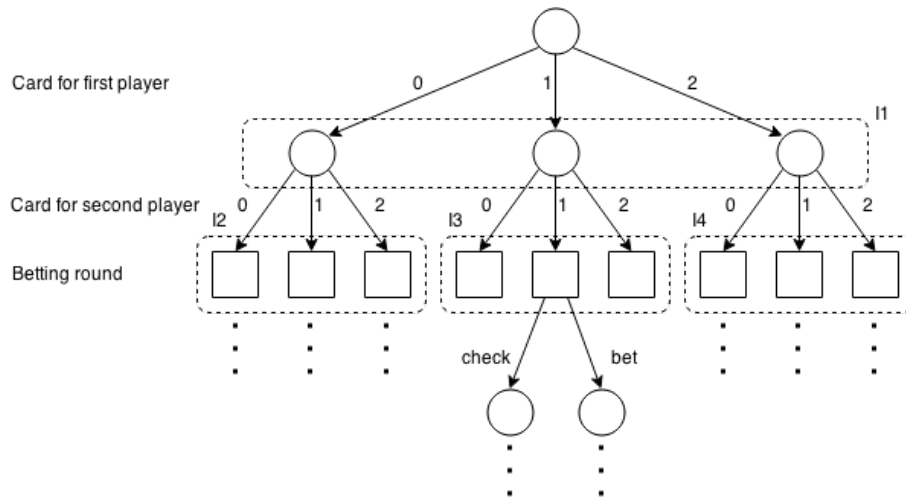 Card for first player
0 1 2
I1
Card for second player
0 1 2 0 1 2 0 1 2
I2 I3 I4
Betting round
check bet